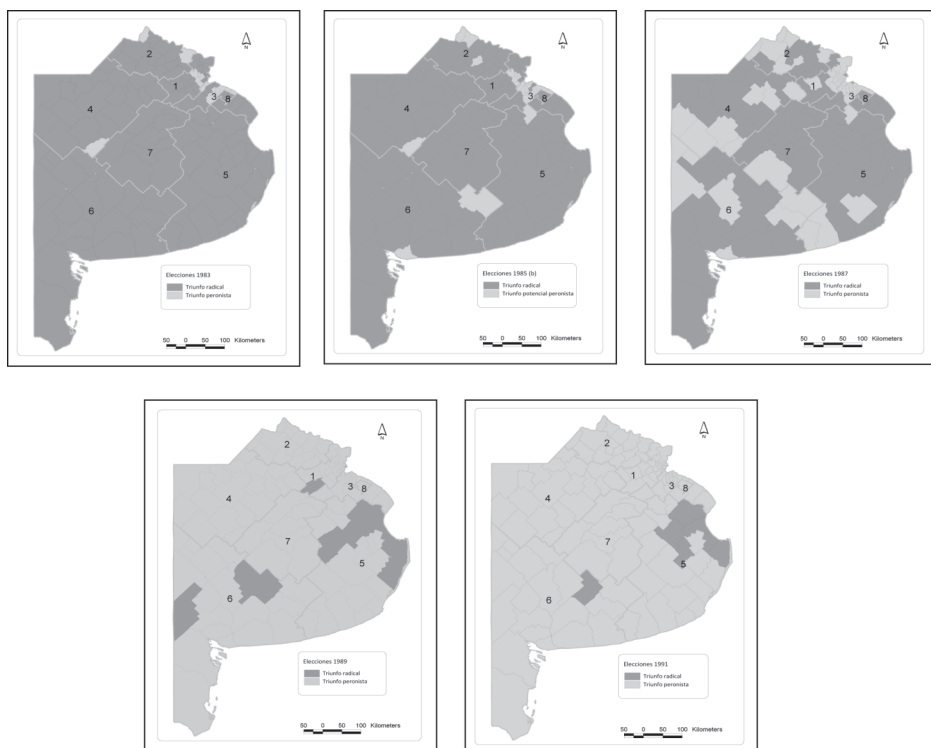 N
2
1
3
8
4
7
5
6
Elecciones 1983
Triunfo radical
Triunfo peronista
50 0 50 100 Kilometers
N
2
1
3
8
4
7
5
6
Elecciones 1985 (b)
Triunfo radical
Triunfo potencial peronista
50 0 50 100 Kilometers
N
2
1
3
8
4
7
5
6
Elecciones 1987
Triunfo radical
Triunfo peronista
50 0 50 100 Kilometers
N
2
1
3
8
4
7
5
6
Elecciones 1989
Triunfo radical
Triunfo peronista
50 0 50 100 Kilometers
N
2
1
3
8
4
7
5
6
Elecciones 1991
Triunfo radical
Triunfo peronista
50 0 50 100 Kilometers